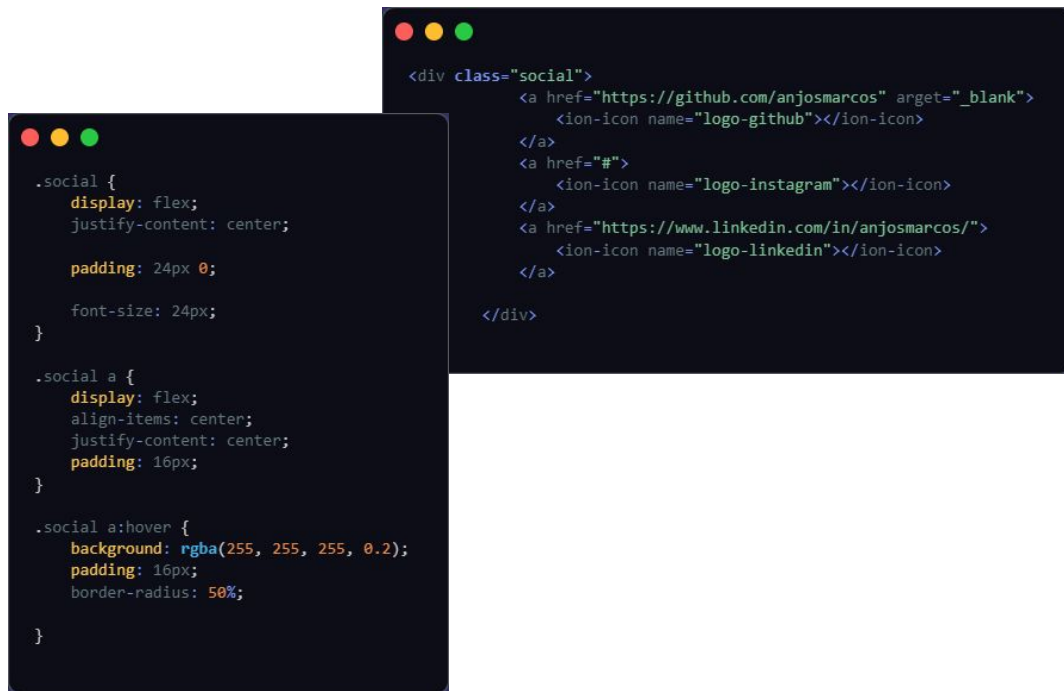 <div class="social">
<a href="https://github.com/anjosmarcos" arget="_blank">
<ion-icon name="logo-github"></ion-icon>
</a>
<a href="#">
<ion-icon name="logo-instagram"></ion-icon>
</a>
<a href="https://www.linkedin.com/in/anjosmarcos/">
<ion-icon name="logo-linkedin"></ion-icon>
</a>
</div>
.social {
display: flex;
justify-content: center;
padding: 24px 0;
font-size: 24px;
}
.social a {
display: flex;
align-items: center;
justify-content: center;
padding: 16px;
}
.social a:hover {
background: rgba(255, 255, 255, 0.2);
padding: 16px;
border-radius: 50%;
}